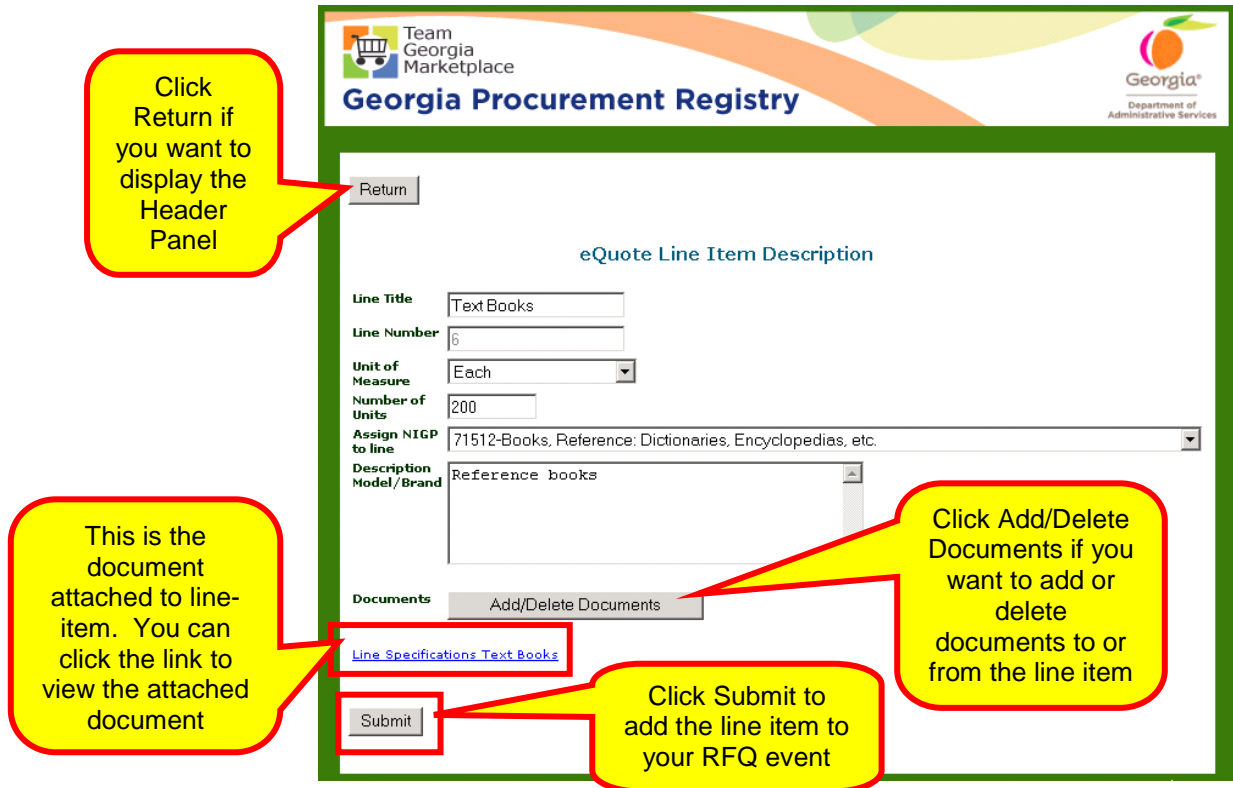 Team
Georgia
Marketplace
Georgia Procurement Registry
Georgia®
Department of
Administrative Services
Click
Return if
you want to
display the
Header
Panel
Return
eQuote Line Item Description
Line Title
Text Books
Line Number
6
Unit of
Measure
Each
Number of
Units
200
Assign NIGP
to line
71512-Books, Reference: Dictionaries, Encyclopedias, etc.
Description
Model/Brand
Reference books
Click Add/Delete
Documents if you
want to add or
delete
documents to or
from the line item
This is the
document
attached to line-
item. You can
click the link to
view the attached
document
Documents
Add/Delete Documents
Line Specifications Text Books
Submit
Click Submit to
add the line item to
your RFQ event